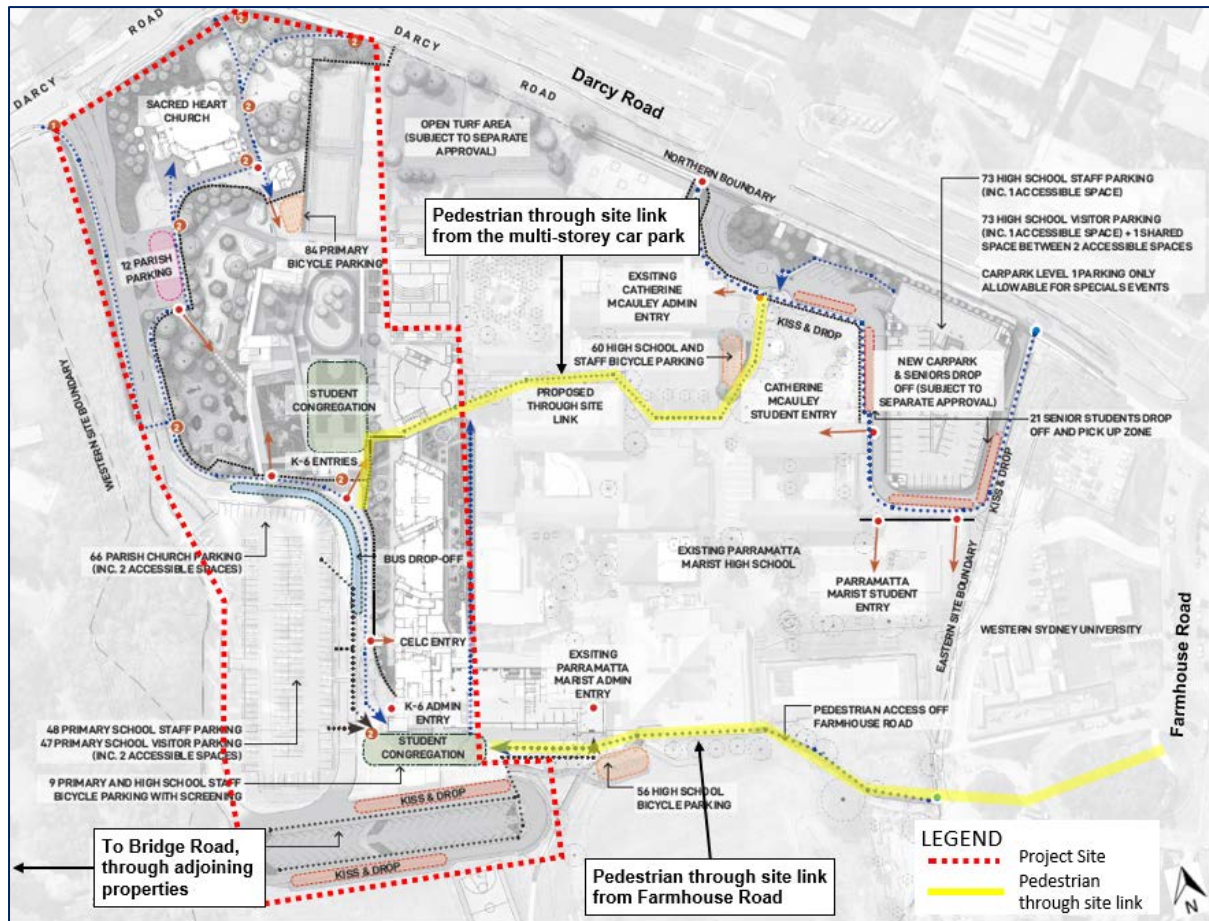 DARCY
ROAD
DARCY
ROAD
Darcy Road
SACRED HEART
CHURCH
OPEN TURF AREA
(SUBJECT TO SEPARATE
APPROVAL)
NORTHERN BOUNDARY
73 HIGH SCHOOL STAFF PARKING
(INC. 1 ACCESSIBLE SPACE)
73 HIGH SCHOOL VISITOR PARKING
(INC. 1 ACCESSIBLE SPACE) + 1 SHARED
SPACE BETWEEN 2 ACCESSIBLE SPACES
CARPARK LEVEL 1 PARKING ONLY
ALLOWABLE FOR SPECIALS EVENTS
Pedestrian through site link
from the multi-storey car park
84 PRIMARY
BICYCLE PARKING
12 PARISH
PARKING
EXSITING
CATHERINE
MCAULEY ADMIN
ENTRY
KISS & DROP
60 HIGH SCHOOL AND
STAFF BICYCLE PARKING
NEW CARPARK
& SENIORS DROP
OFF (SUBJECT TO
SEPARATE APPROVAL)
STUDENT
CONGREGATION
PROPOSED
THROUGH SITE
LINK
CATHERINE
MCAULEY STUDENT
ENTRY
21 SENIOR STUDENTS DROP
OFF AND PICK UP ZONE
KISS & DROP
WESTERN SITE BOUNDARY
K-6 ENTRIES
66 PARISH CHURCH PARKING
(INC. 2 ACCESSIBLE SPACES)
BUS DROP-OFF
EXISTING PARRAMATTA
MARIST HIGH SCHOOL
PARRAMATTA
MARIST STUDENT
ENTRY
EASTERN SITE BOUNDARY
WESTERN SYDNEY UNIVERSITY
Farmhouse Road
CELC ENTRY
EXSITING
PARRAMATTA
MARIST ADMIN
ENTRY
K-6 ADMIN
ENTRY
PEDESTRIAN ACCESS OFF
FARMHOUSE ROAD
48 PRIMARY SCHOOL STAFF PARKING
47 PRIMARY SCHOOL VISITOR PARKING
(INC. 2 ACCESSIBLE SPACES)
STUDENT
CONGREGATION
9 PRIMARY AND HIGH SCHOOL STAFF
BICYCLE PARKING WITH SCREENING
KISS & DROP
56 HIGH SCHOOL
BICYCLE PARKING
To Bridge Road,
through adjoining
properties
KISS & DROP
Pedestrian through site link
from Farmhouse Road
LEGEND
Project Site
Pedestrian
through site link
N
1
2
2
2
2
2
2
2
2